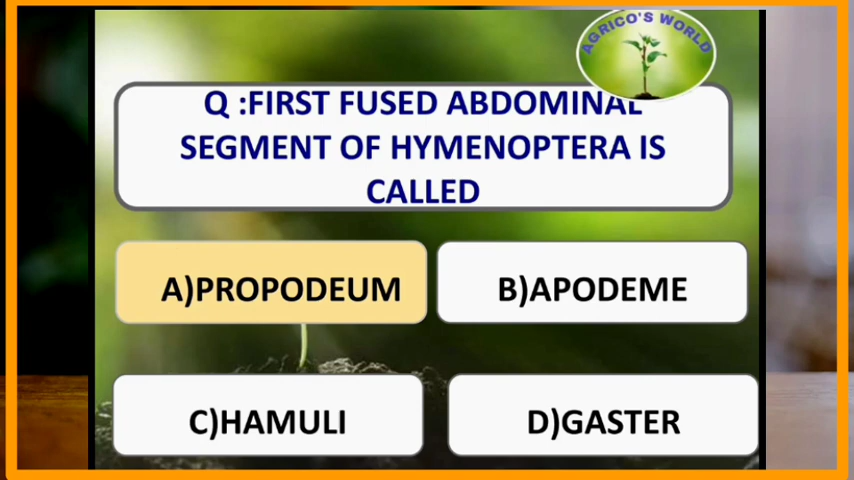 AGRICO'S WORLD
Q :FIRST FUSED ABDOMINAL
SEGMENT OF HYMENOPTERA IS
CALLED
A)PROPODEUM
B)APODEME
C)HAMULI
D)GASTER